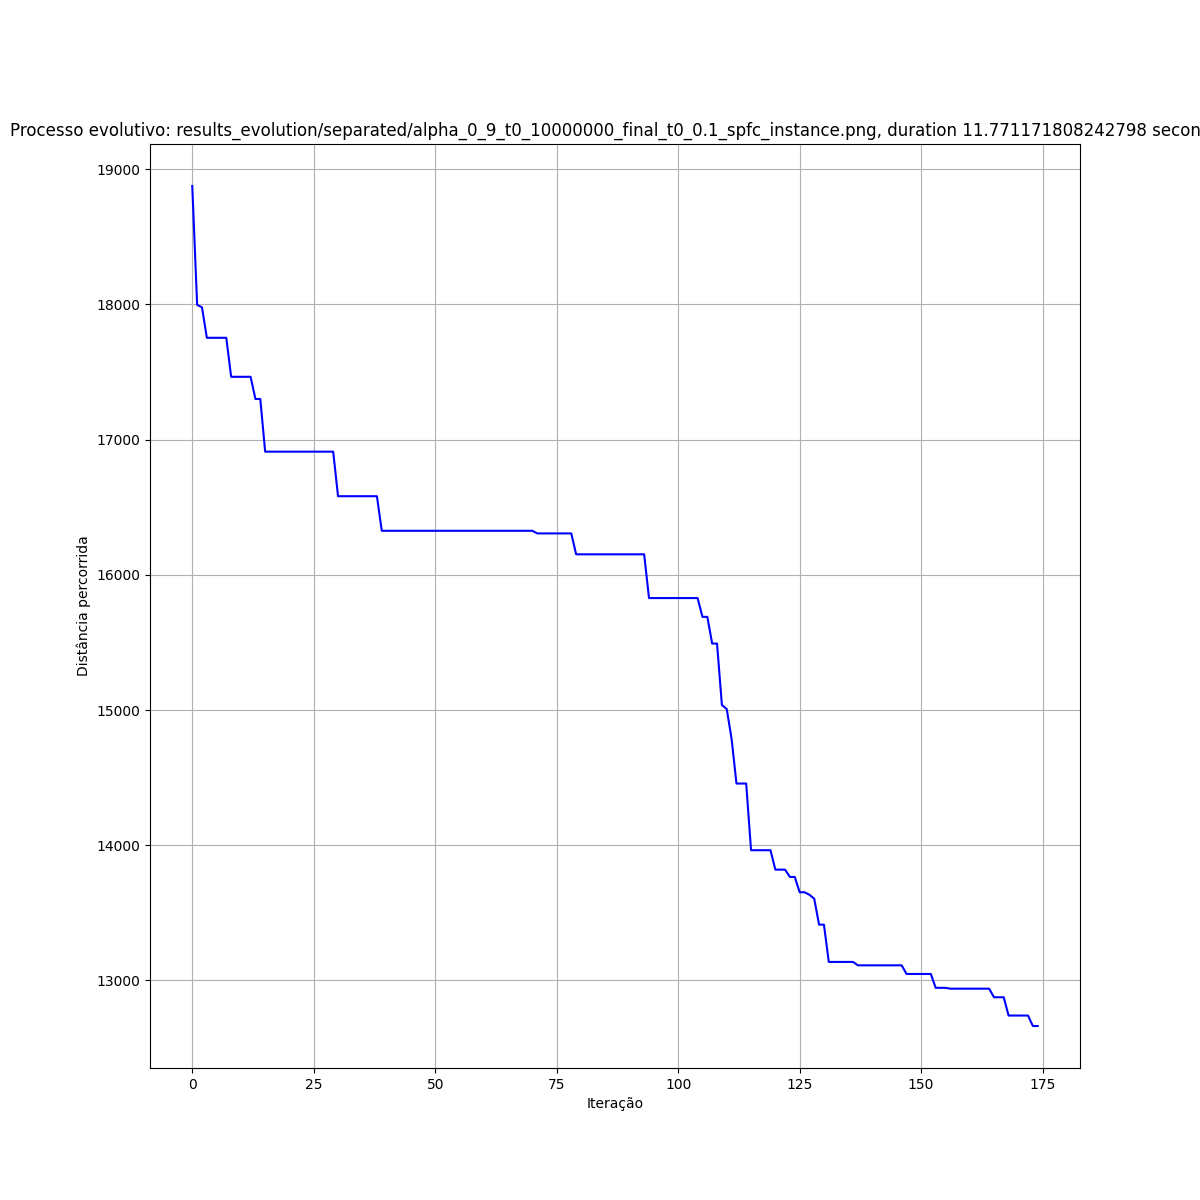 Processo evolutivo: results_evolution/separated/alpha_0_9_t0_10000000_final_t0_0.1_spfc_instance.png, duration 11.771171808242798 secon
19000
18000
17000
16000
15000
14000
13000
Distância percorrida
0 25 50 75 100 125 150 175
Iteração